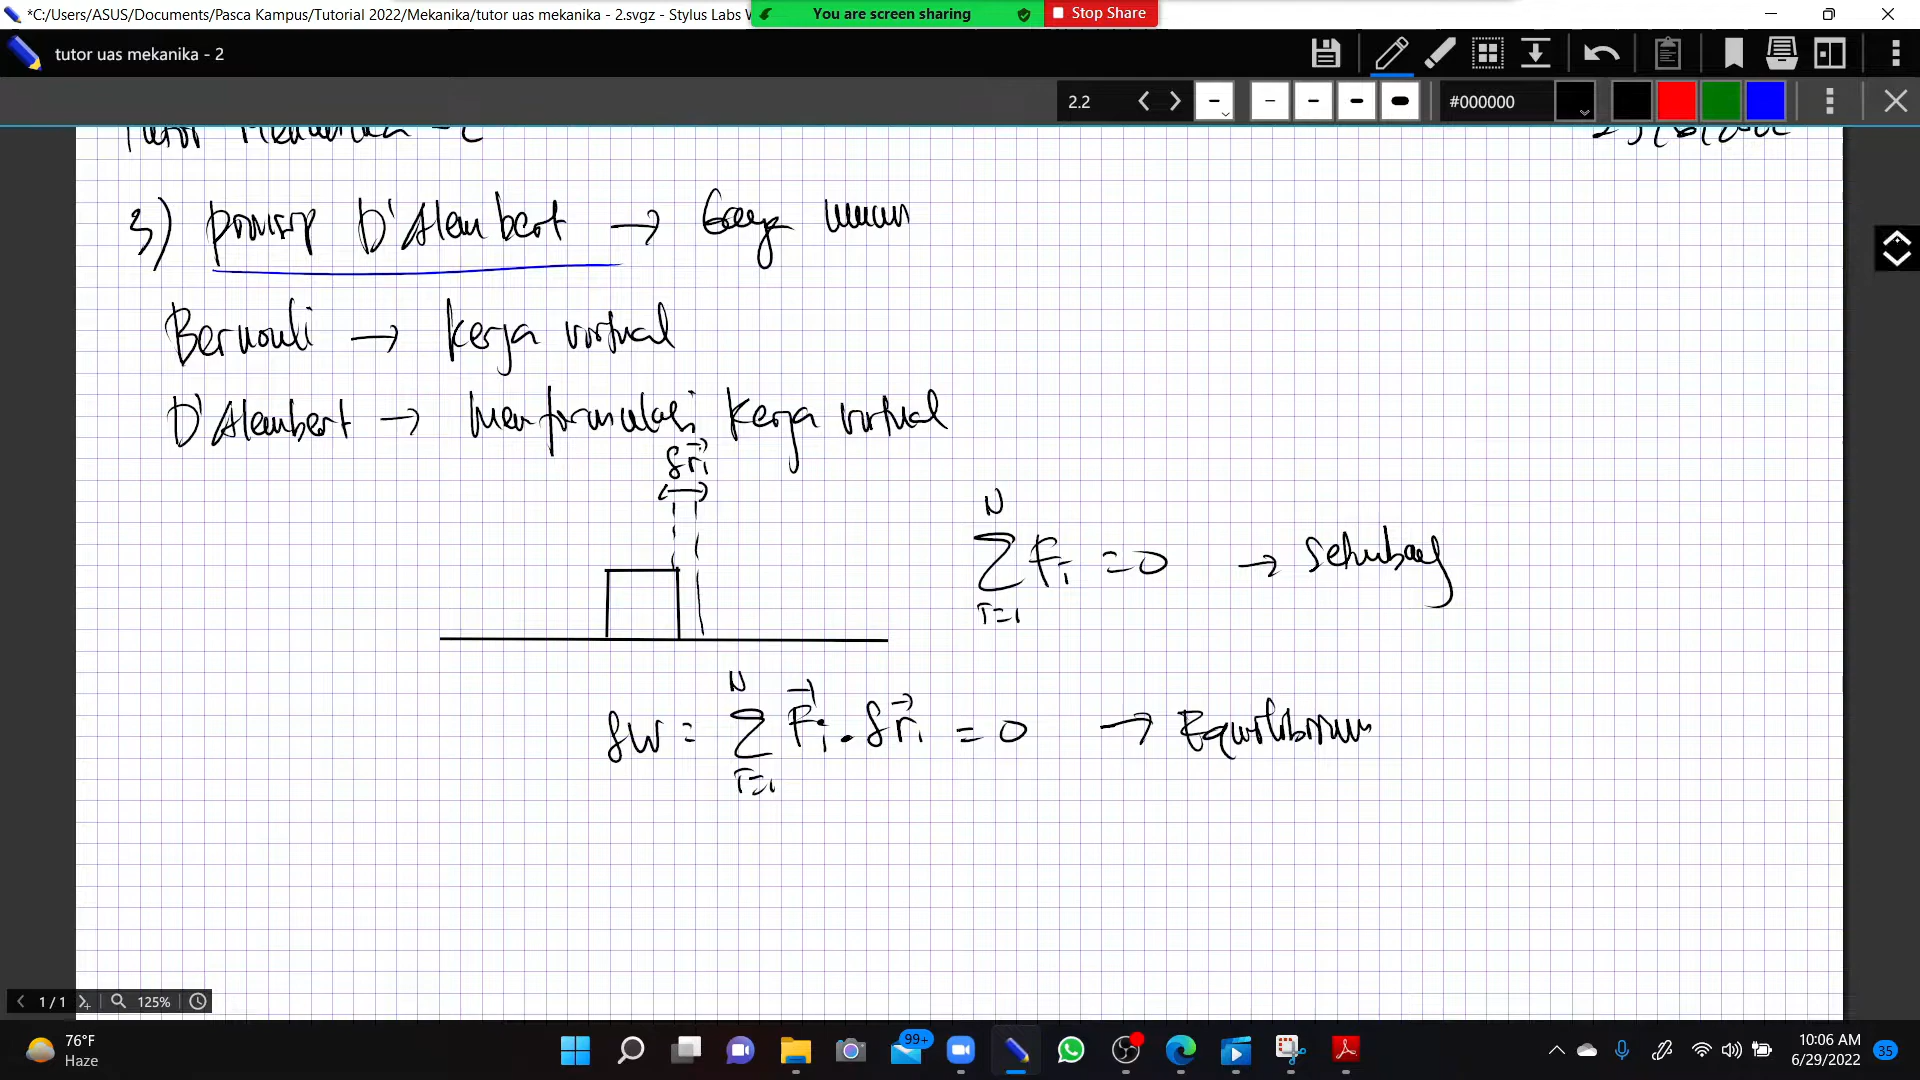 *C:/Users/ASUS/Documents/Pasca Kampus/Tutorial 2022/Mekanika/tutor uas mekanika - 2.svgz - Stylus Labs W
You are screen sharing
Stop Share
tutor uas mekanika - 2
2.2
#000000
Tutor Mekanika - 2
3) Prinsip D'Alembert → Gaya umum
Bernouli → kerja virtual
D'Alembert → Memformulasi kerja virtual
δr⃗ᵢ
N
∑ Fᵢ = 0 → Setimbang
i=1
N
δW = ∑ F⃗ᵢ • δr⃗ᵢ = 0 → Equilibrium
i=1
1 / 1
125%
76°F
Haze
99+
10:06 AM
6/29/2022
35